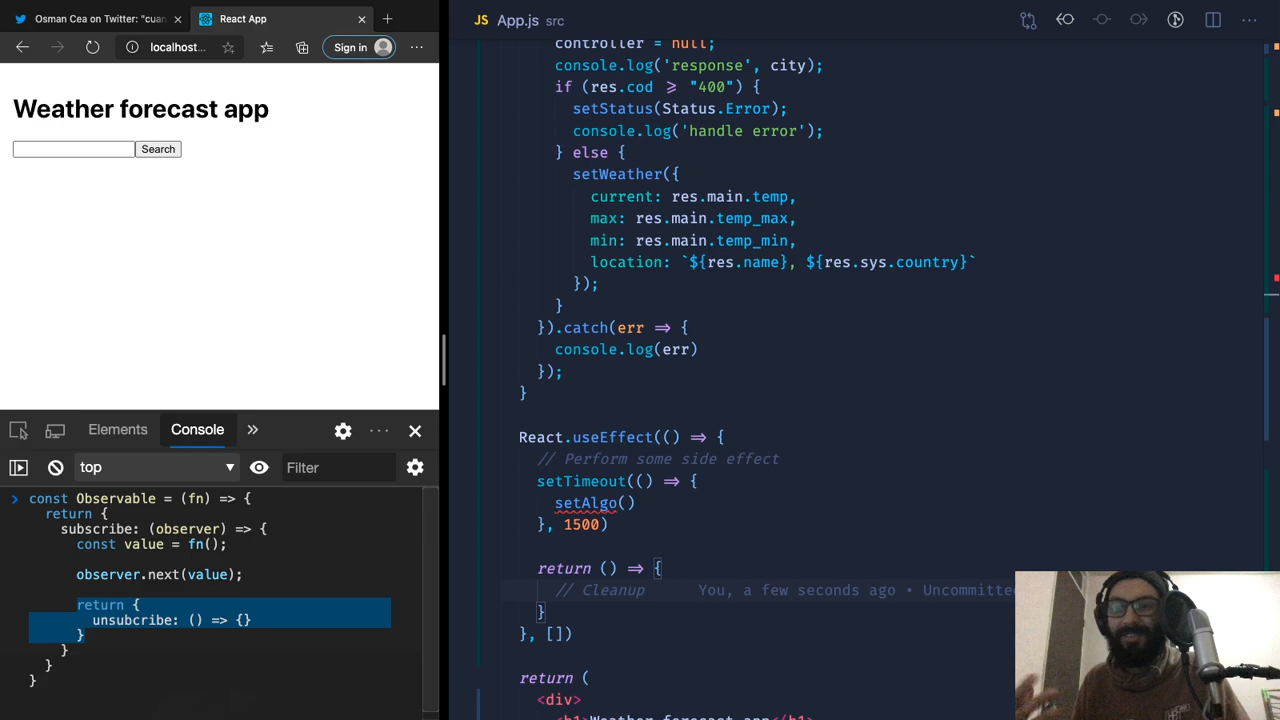 Osman Cea on Twitter: "cuan
React App
localhost...
Sign in
Weather forecast app
Search
Elements
Console
top
Filter
const Observable = (fn) => {
return {
subscribe: (observer) => {
const value = fn();
observer.next(value);
return {
unsubcribe: () => {}
}
}
}
}
JS App.js src
controller = null;
console.log('response', city);
if (res.cod >= "400") {
setStatus(Status.Error);
console.log('handle error');
} else {
setWeather({
current: res.main.temp,
max: res.main.temp_max,
min: res.main.temp_min,
location: `${res.name}, ${res.sys.country}`
});
}
}).catch(err => {
console.log(err)
});
}
React.useEffect(() => {
// Perform some side effect
setTimeout(() => {
setAlgo()
}, 1500)
return () => {
// Cleanup You, a few seconds ago • Uncommitted
}
}, [])
return (
<div>
<h1>Weather forecast app</h1>